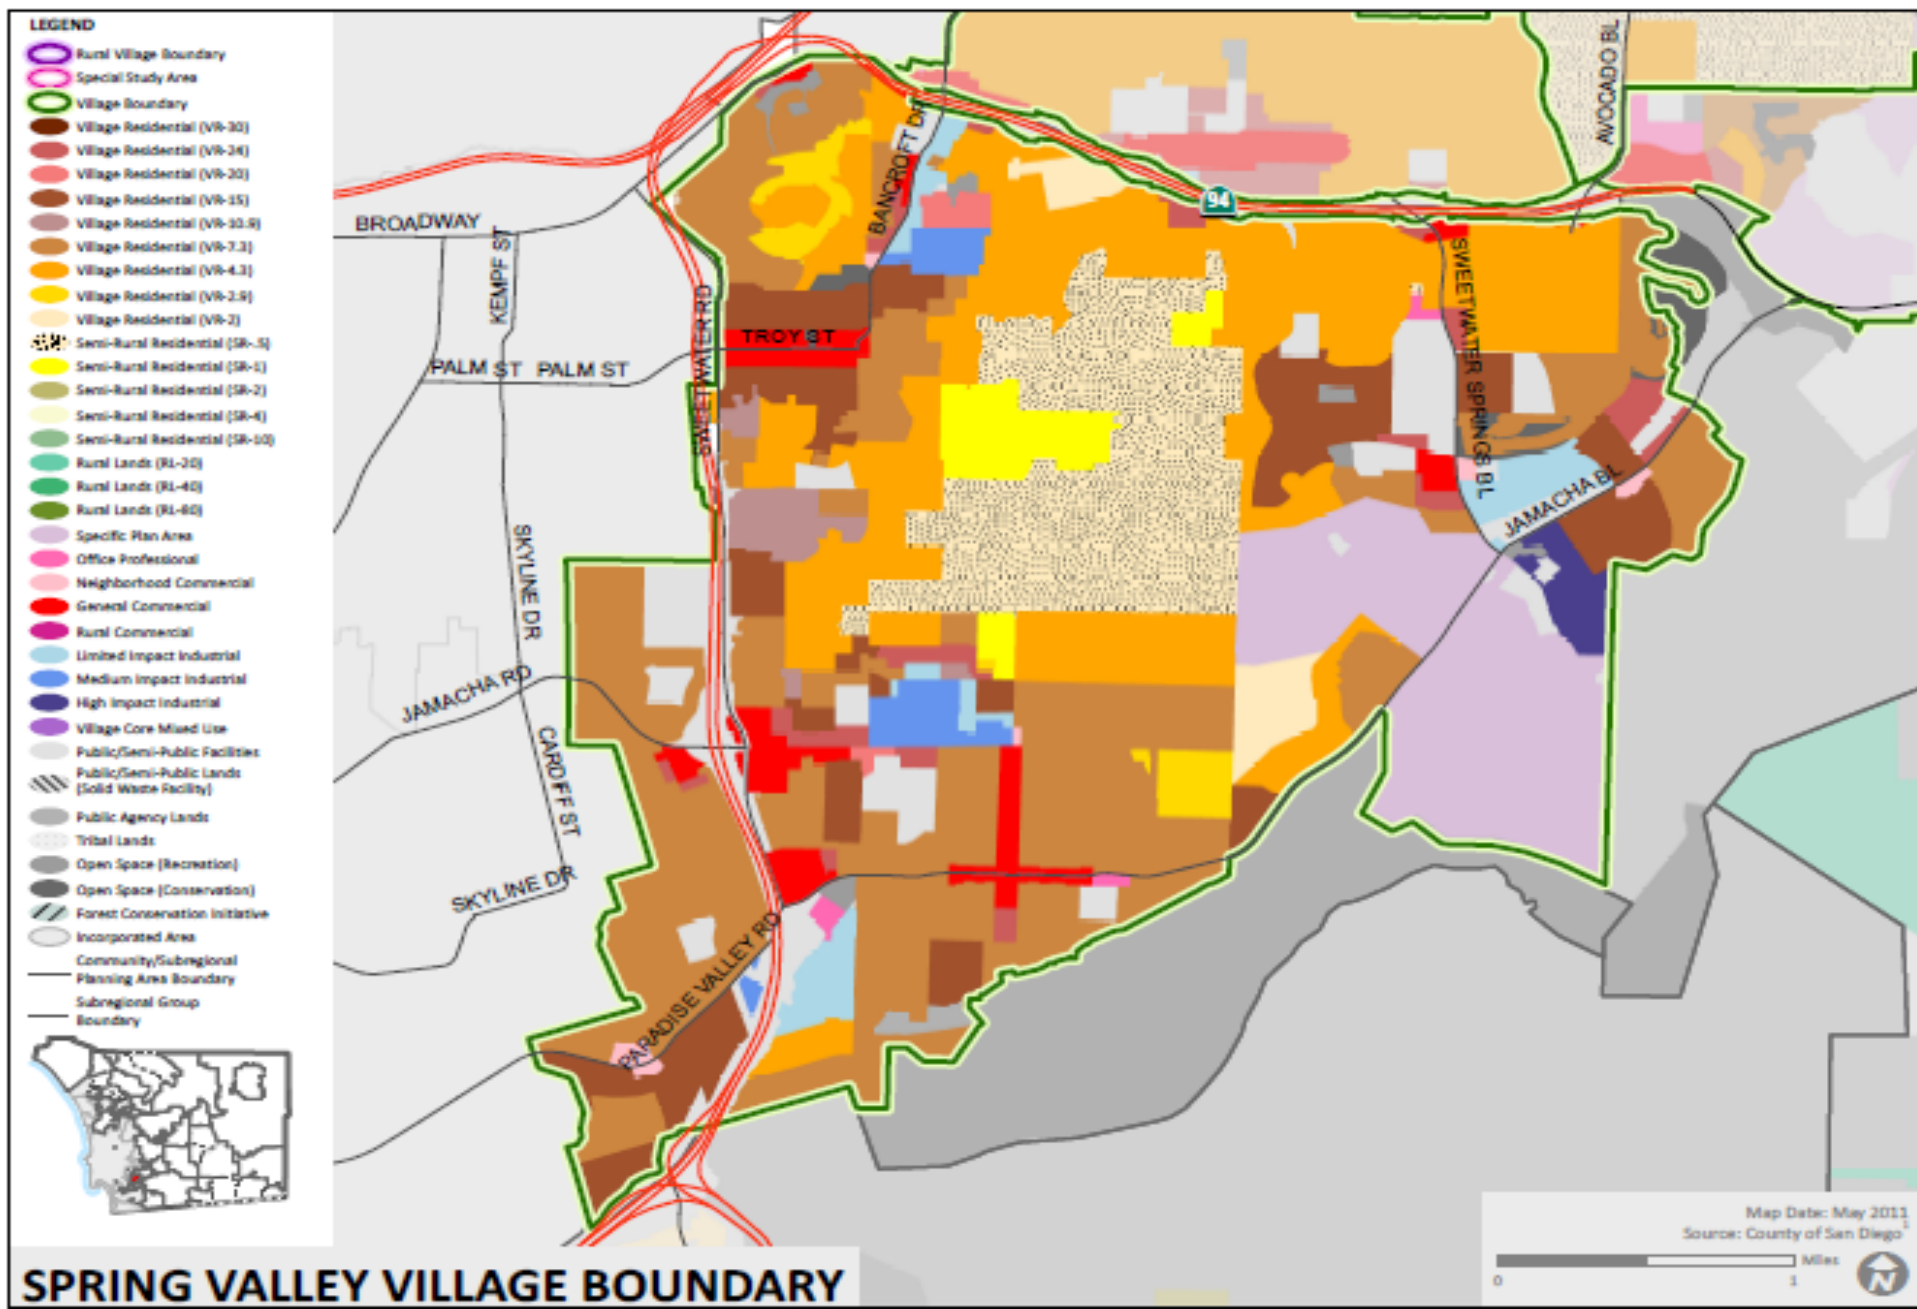 LEGEND
Rural Village Boundary
Special Study Area
Village Boundary
Village Residential (VR-30)
Village Residential (VR-24)
Village Residential (VR-20)
Village Residential (VR-15)
Village Residential (VR-10.9)
Village Residential (VR-7.3)
Village Residential (VR-4.3)
Village Residential (VR-2.9)
Village Residential (VR-2)
Semi-Rural Residential (SR-.5)
Semi-Rural Residential (SR-1)
Semi-Rural Residential (SR-2)
Semi-Rural Residential (SR-4)
Semi-Rural Residential (SR-10)
Rural Lands (RL-20)
Rural Lands (RL-40)
Rural Lands (RL-80)
Specific Plan Area
Office Professional
Neighborhood Commercial
General Commercial
Rural Commercial
Limited Impact Industrial
Medium Impact Industrial
High Impact Industrial
Village Core Mixed Use
Public/Semi-Public Facilities
Public/Semi-Public Lands
(Solid Waste Facility)
Public Agency Lands
Tribal Lands
Open Space (Recreation)
Open Space (Conservation)
Forest Conservation Initiative
Incorporated Area
Community/Subregional
Planning Area Boundary
Subregional Group
Boundary
BROADWAY
KEMPF ST
PALM ST
PALM ST
SWEETWATER RD
SWEETWATER RD
TROY ST
BANCROFT DR
94
AVOCADO BL
SWEETWATER SPRINGS BL
JAMACHA BL
SKYLINE DR
JAMACHA RD
CARDIFF ST
SKYLINE DR
PARADISE VALLEY RD
Map Date: May 2011
Source: County of San Diego
1
Miles
0
1
N
SPRING VALLEY VILLAGE BOUNDARY